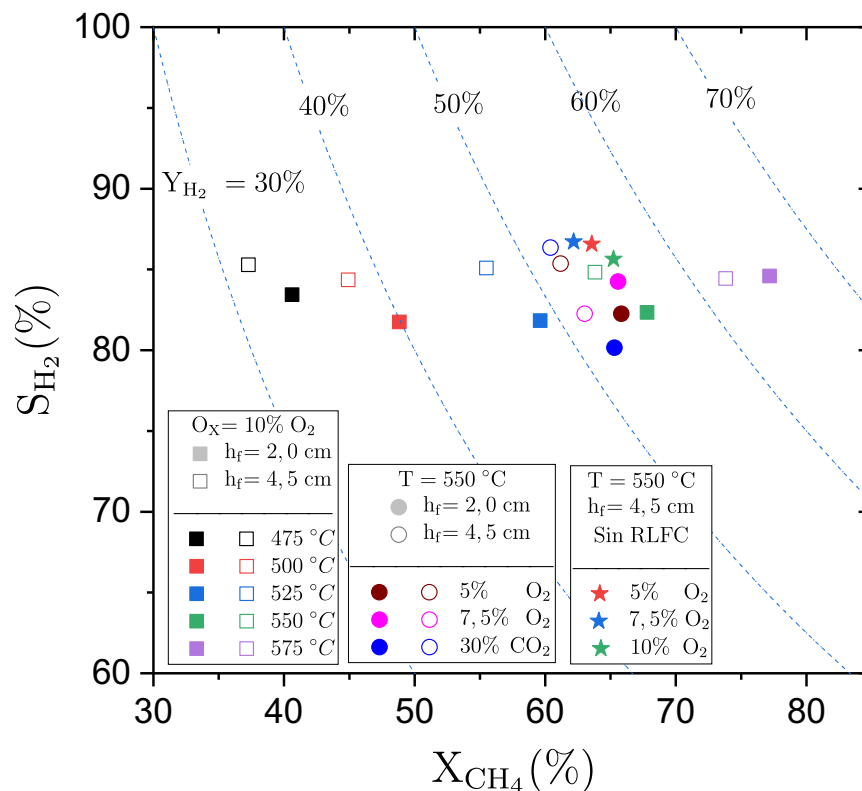 100
90
80
70
60
S_H₂(%)
30
40
50
60
70
80
X_CH₄(%)
Y_H₂ = 30%
40%
50%
60%
70%
O_X= 10% O₂
h_f= 2, 0 cm
h_f= 4, 5 cm
475 °C
500 °C
525 °C
550 °C
575 °C
T = 550 °C
h_f= 2, 0 cm
h_f= 4, 5 cm
5% O₂
7, 5% O₂
30% CO₂
T = 550 °C
h_f= 4, 5 cm
Sin RLFC
5% O₂
7, 5% O₂
10% O₂